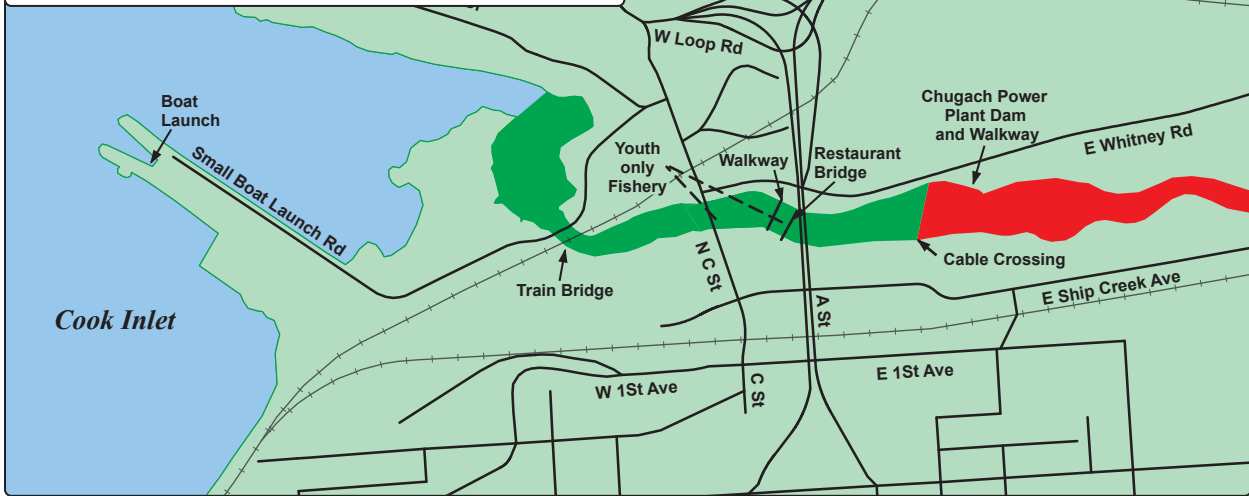 W Loop Rd
Boat
Launch
Small Boat Launch Rd
Chugach Power
Plant Dam
and Walkway
E Whitney Rd
Youth
only
Fishery
Walkway
Restaurant
Bridge
Cable Crossing
Train Bridge
N C St
A St
E Ship Creek Ave
Cook Inlet
W 1St Ave
C St
E 1St Ave